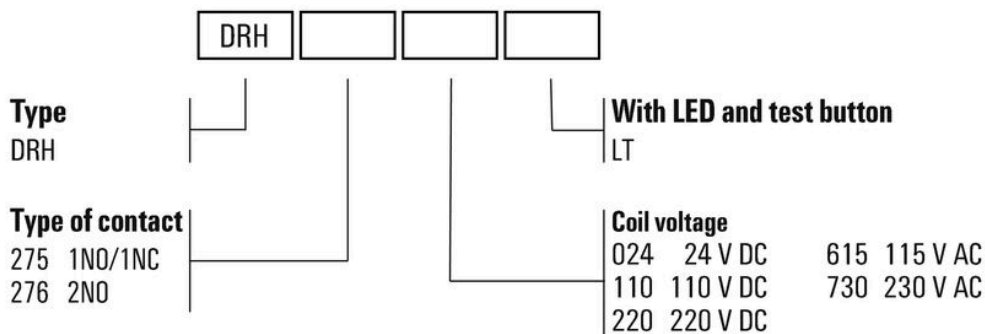 DRH
Type
DRH
With LED and test button
LT
Type of contact
275 1NO/1NC
276 2NO
Coil voltage
024 24 V DC 615 115 V AC
110 110 V DC 730 230 V AC
220 220 V DC